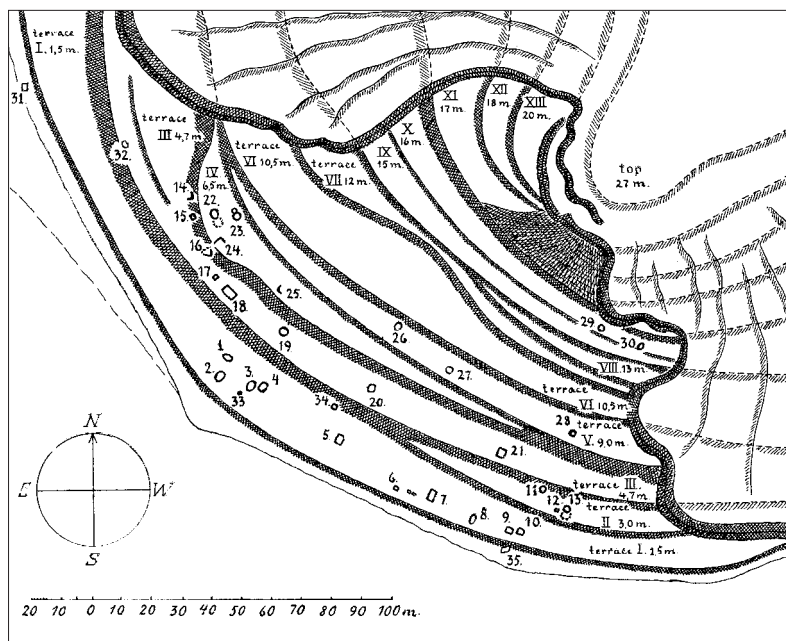 terrace
I. 1,5 m.
31.
32.
terrace
III 4,7 m.
14.
15.
16.
17.
18.
IV
6,5 m.
22.
23.
24.
25.
terrace
VI 10,5 m.
terrace
VII 12 m.
IX
15 m.
X
16 m.
XI
17 m.
XII
18 m.
XIII
20 m.
top
27 m.
1.
2.
3.
4
33
19.
20.
34.
5.
26.
27.
29.
30.
VIII. 13 m.
terrace
VI 10,5 m.
28
terrace
V. 9,0 m.
21.
terrace III.
4,7 m.
6.
7.
8.
9.
10.
11.
12.
13.
II 3,0 m.
35.
terrace I. 1,5 m.
N
E
W
S
20 10 0 10 20 30 40 50 60 70 80 90 100 m.